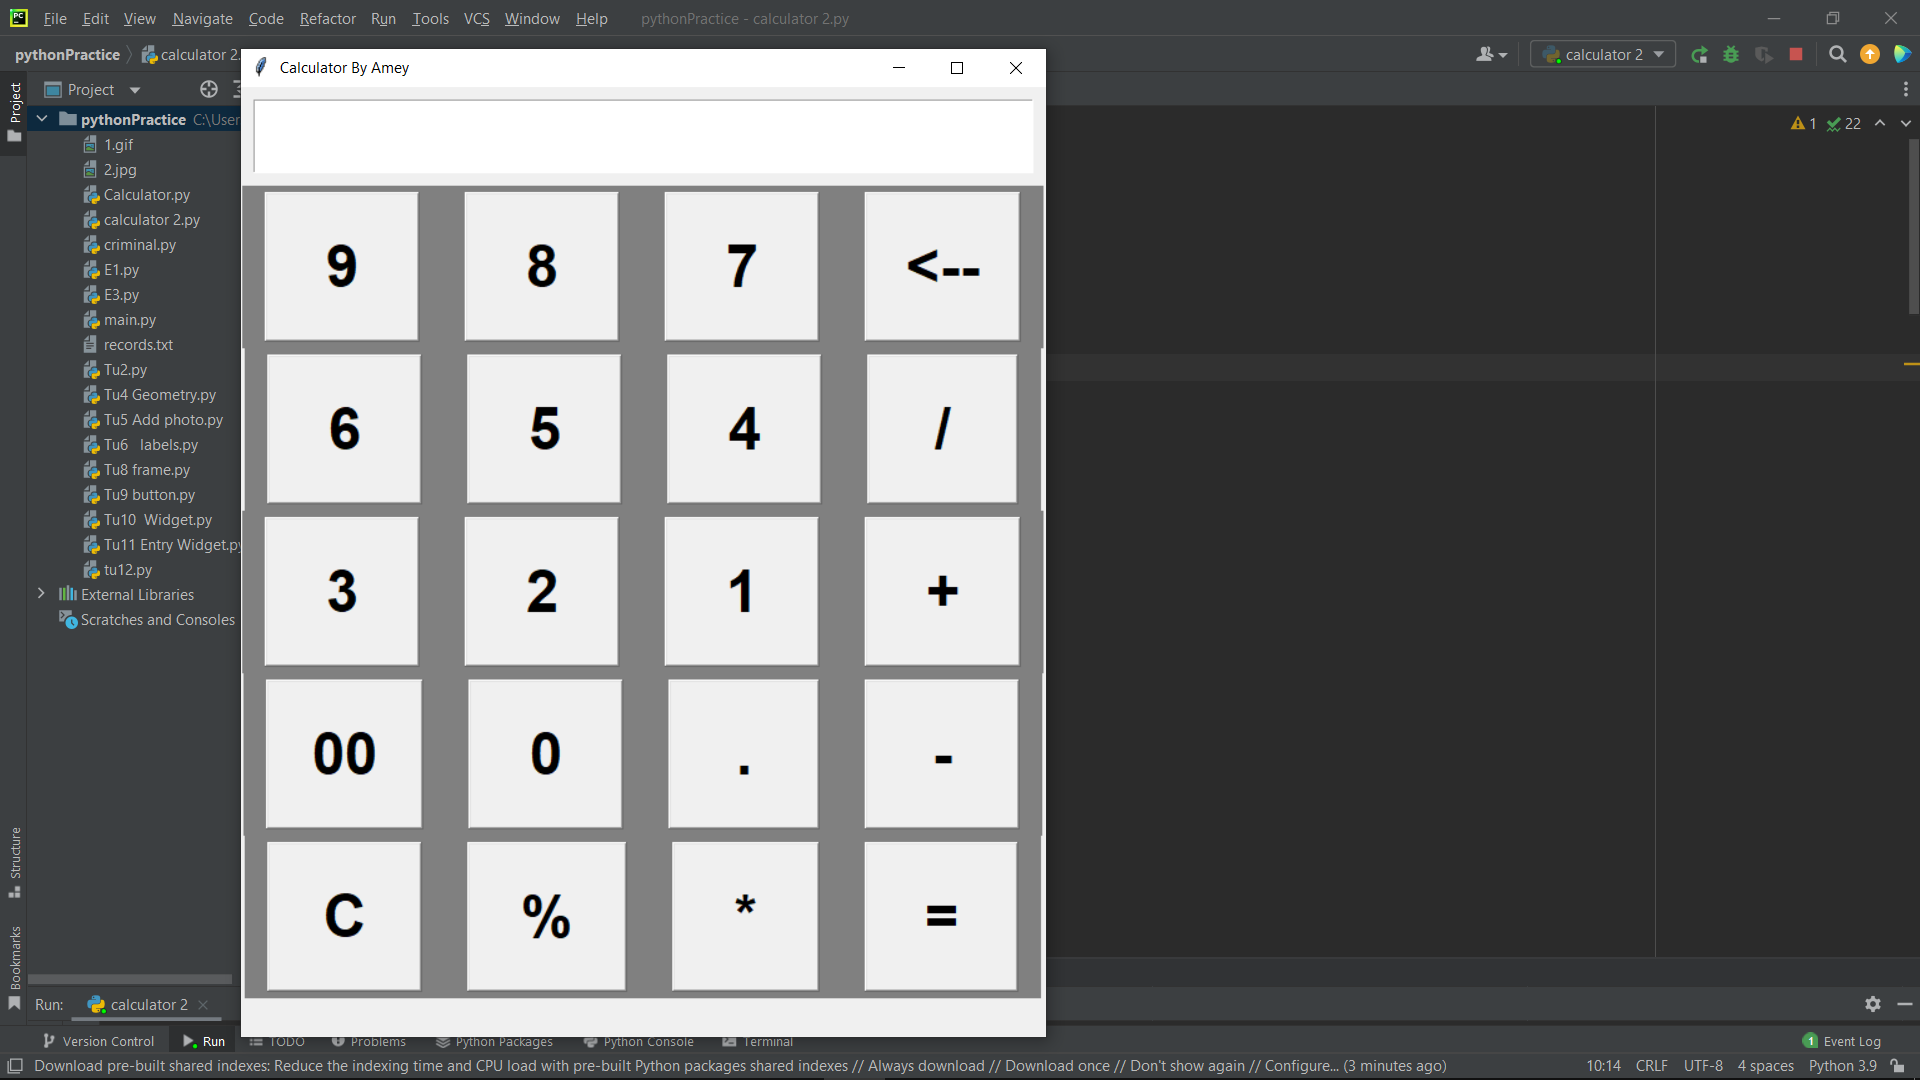 File Edit View Navigate Code Refactor Run Tools VCS Window Help pythonPractice - calculator 2.py
pythonPractice calculator 2. calculator 2
Calculator By Amey
Project
Project
pythonPractice C:\User
1.gif
2.jpg
Calculator.py
calculator 2.py
criminal.py
E1.py
E3.py
main.py
records.txt
Tu2.py
Tu4 Geometry.py
Tu5 Add photo.py
Tu6 labels.py
Tu8 frame.py
Tu9 button.py
Tu10 Widget.py
Tu11 Entry Widget.py
tu12.py
External Libraries
Scratches and Consoles
1 22
9 8 7 <--
6 5 4 /
3 2 1 +
00 0 . -
C % * =
Structure
Bookmarks
Run: calculator 2
Version Control Run TODO Problems Python Packages Python Console Terminal 1 Event Log
Download pre-built shared indexes: Reduce the indexing time and CPU load with pre-built Python packages shared indexes // Always download // Download once // Don't show again // Configure... (3 minutes ago) 10:14 CRLF UTF-8 4 spaces Python 3.9